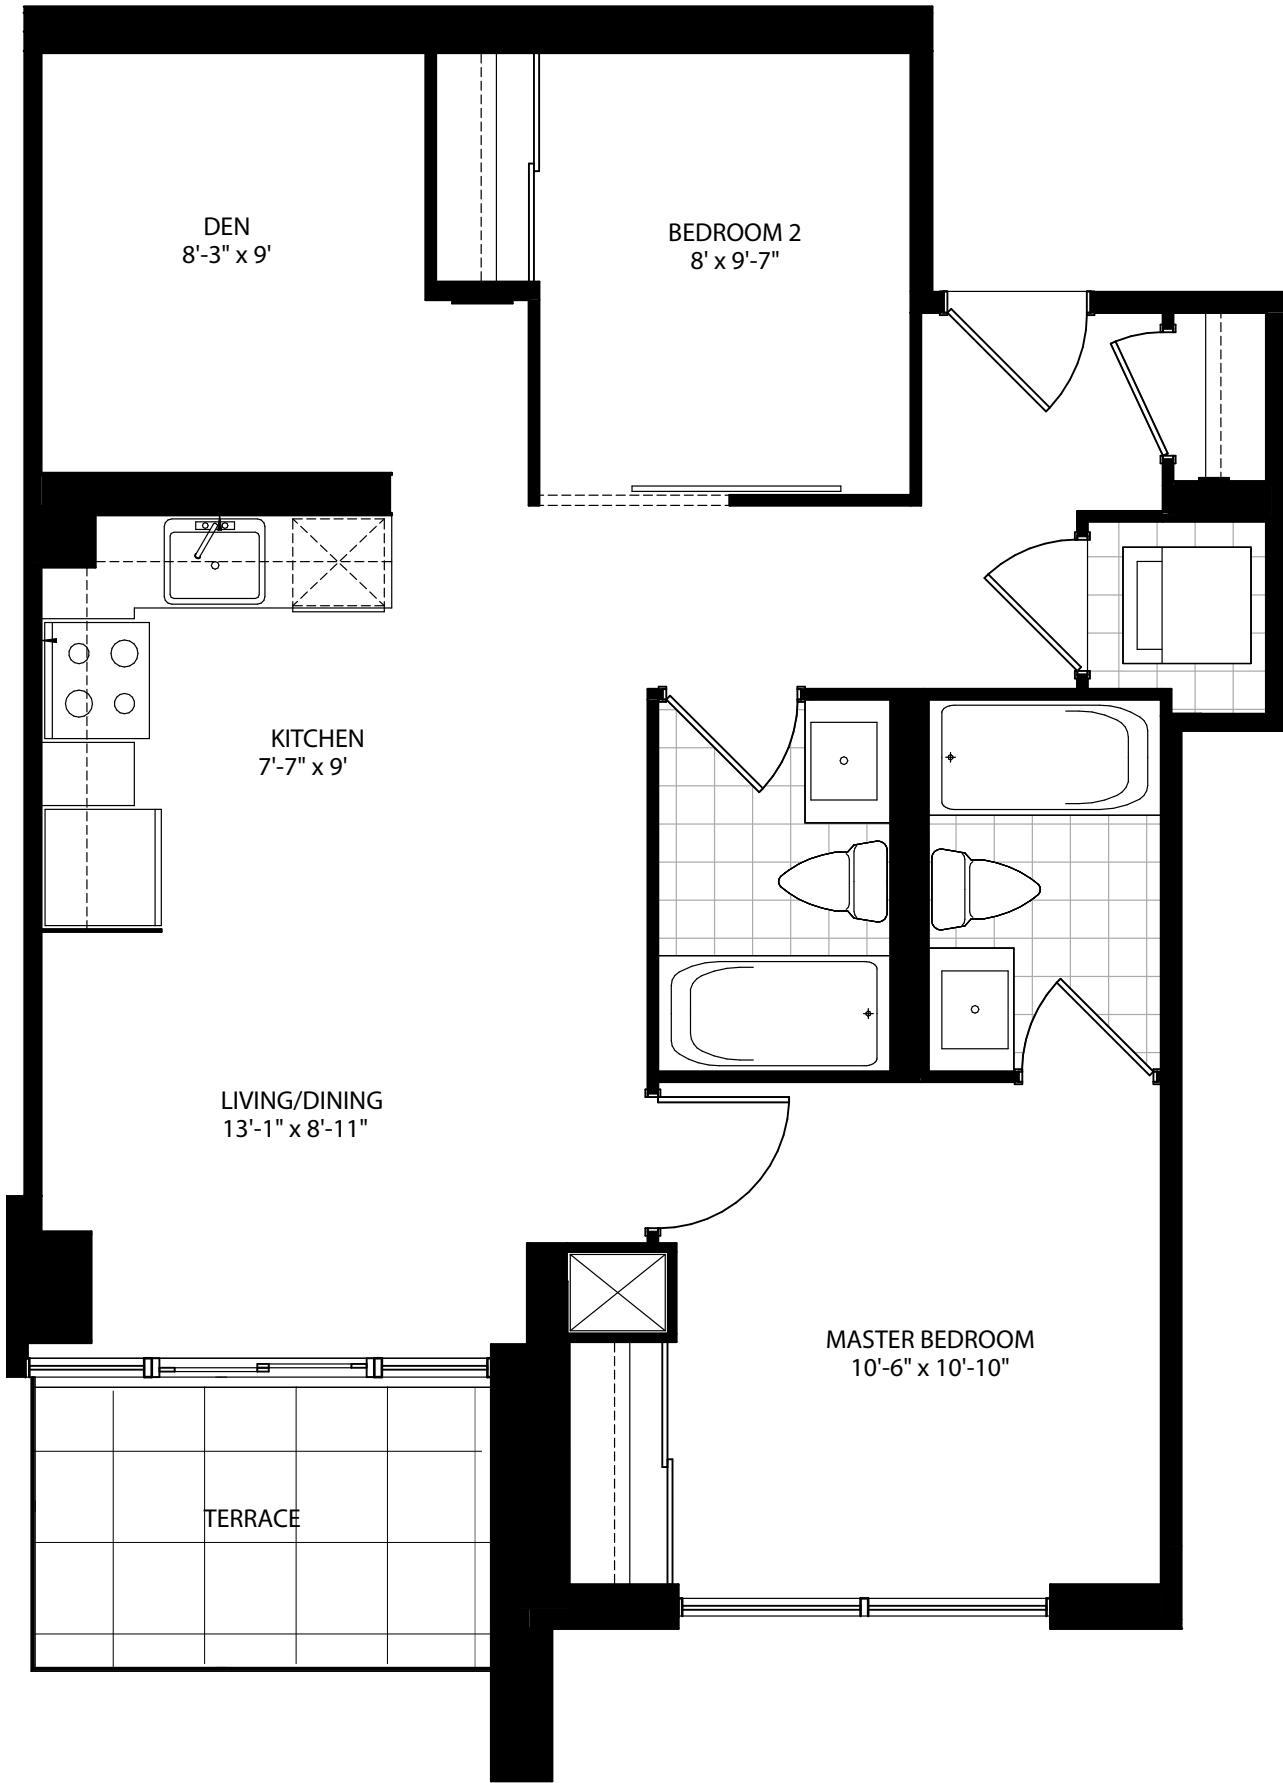 DEN
8'-3" x 9'
BEDROOM 2
8' x 9'-7"
KITCHEN
7'-7" x 9'
LIVING/DINING
13'-1" x 8'-11"
MASTER BEDROOM
10'-6" x 10'-10"
TERRACE